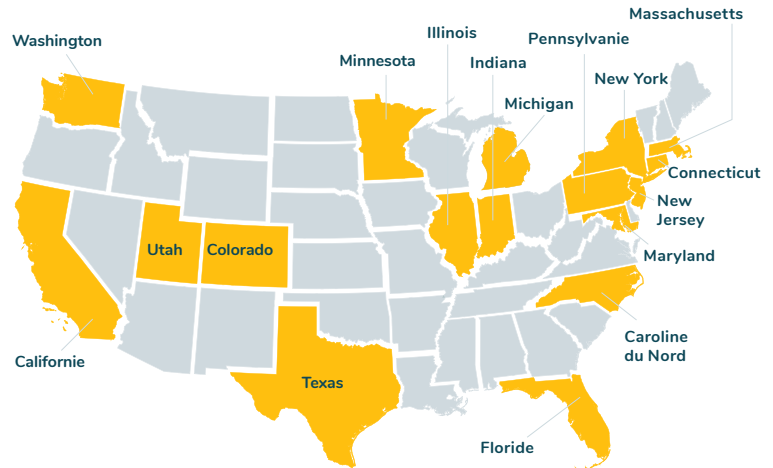 Massachusetts
Illinois
Pennsylvanie
Washington
Minnesota
Indiana
New York
Michigan
Connecticut
New
Jersey
Utah
Colorado
Maryland
Caroline
du Nord
Californie
Texas
Floride